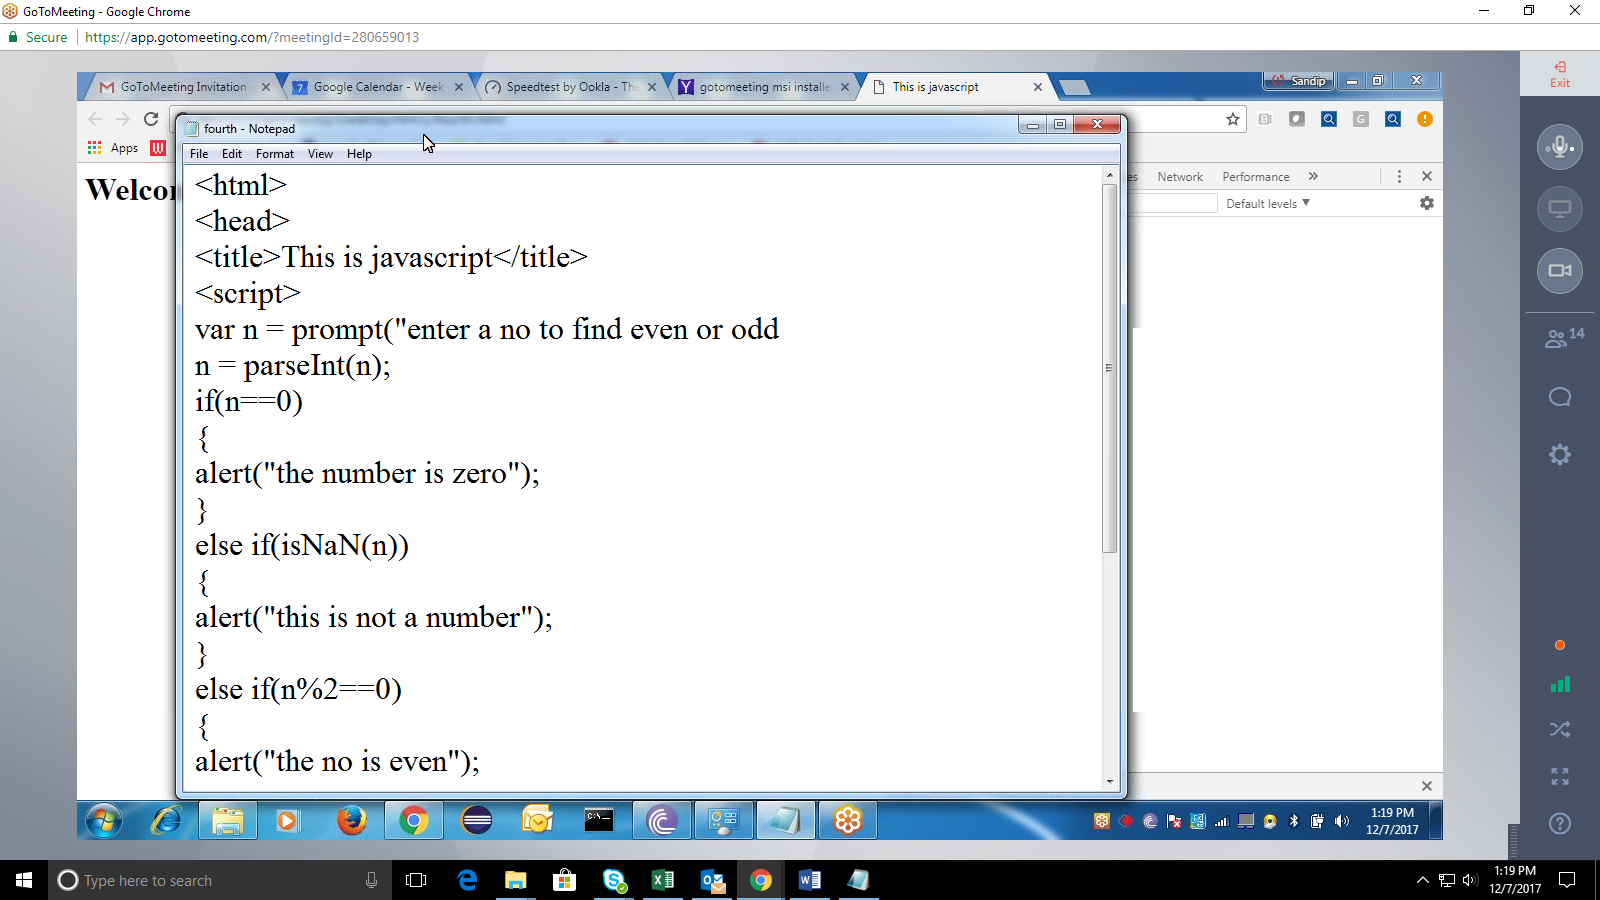 GoToMeeting - Google Chrome
Secure https://app.gotomeeting.com/?meetingId=280659013
GoToMeeting Invitation
Google Calendar - Week
Speedtest by Ookla - The
gotomeeting msi installe
This is javascript
Sandip
Apps
fourth - Notepad
File Edit Format View Help
Network Performance
Default levels
Welco
<html>
<head>
<title>This is javascript</title>
<script>
var n = prompt("enter a no to find even or odd
n = parseInt(n);
if(n==0)
{
alert("the number is zero");
}
else if(isNaN(n))
{
alert("this is not a number");
}
else if(n%2==0)
{
alert("the no is even");
Exit
14
1:19 PM
12/7/2017
Type here to search
1:19 PM
12/7/2017